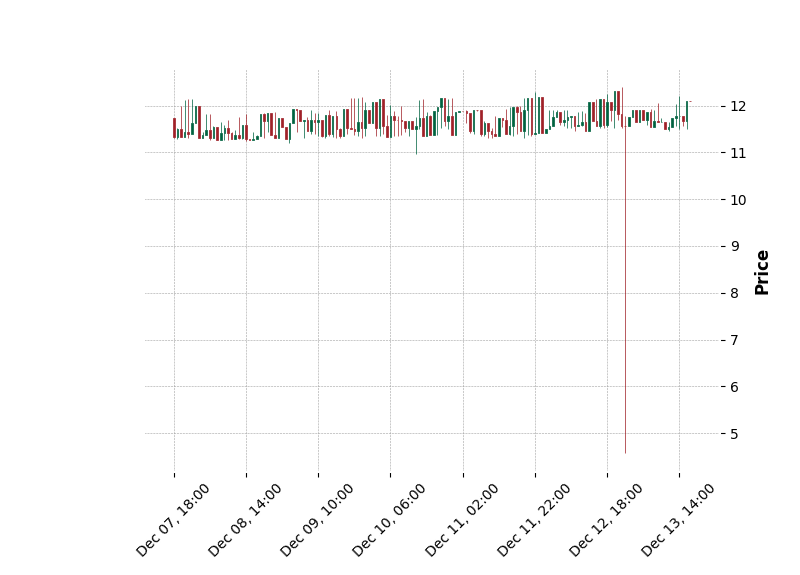 12
11
10
9
8
7
6
5
Price
Dec 07, 18:00
Dec 08, 14:00
Dec 09, 10:00
Dec 10, 06:00
Dec 11, 02:00
Dec 11, 22:00
Dec 12, 18:00
Dec 13, 14:00